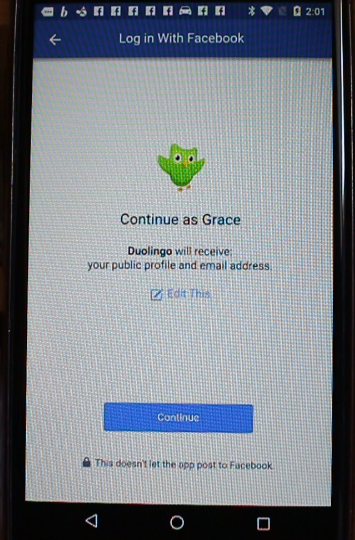 2:01
Log in With Facebook
Continue as Grace
Duolingo will receive:
your public profile and email address.
Edit This
Continue
This doesn't let the app post to Facebook.